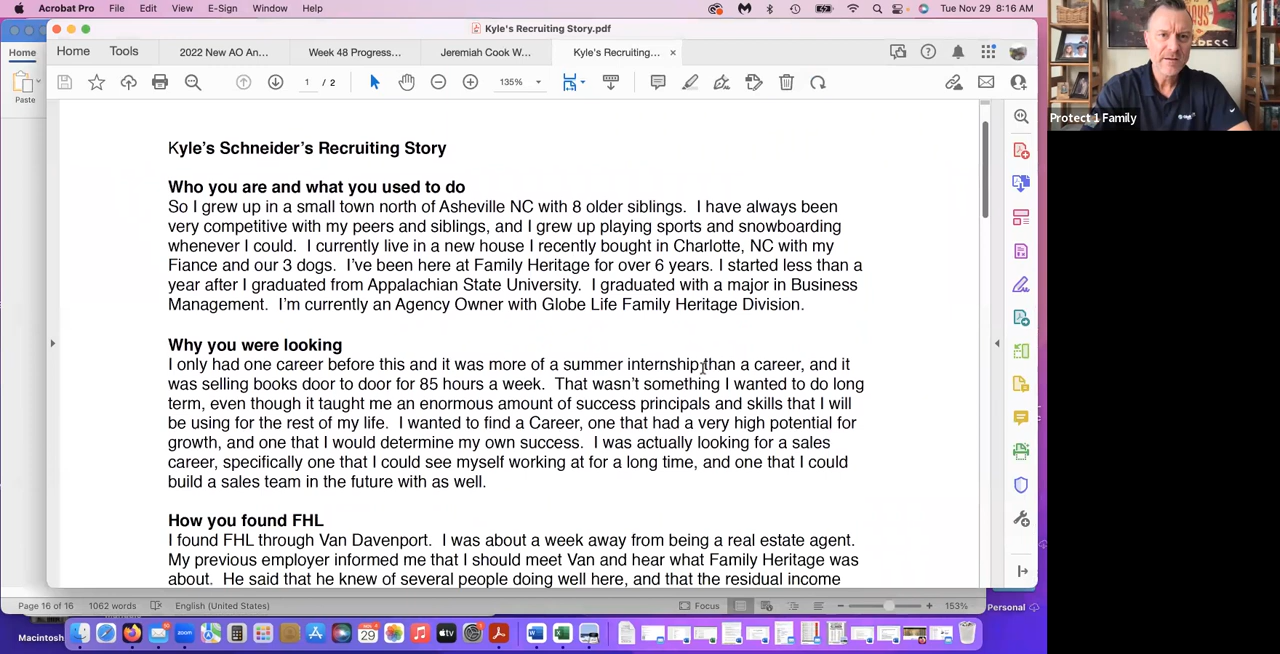 Acrobat Pro File Edit View E-Sign Window Help Tue Nov 29 8:16 AM
Kyle's Recruiting Story.pdf
Home Home Tools 2022 New AO An... Week 48 Progress... Jeremiah Cook W... Kyle's Recruiting... ×
Paste 1 / 2 135%
Protect 1 Family
Kyle's Schneider's Recruiting Story
Who you are and what you used to do
So I grew up in a small town north of Asheville NC with 8 older siblings. I have always been
very competitive with my peers and siblings, and I grew up playing sports and snowboarding
whenever I could. I currently live in a new house I recently bought in Charlotte, NC with my
Fiance and our 3 dogs. I've been here at Family Heritage for over 6 years. I started less than a
year after I graduated from Appalachian State University. I graduated with a major in Business
Management. I'm currently an Agency Owner with Globe Life Family Heritage Division.
Why you were looking
I only had one career before this and it was more of a summer internship than a career, and it
was selling books door to door for 85 hours a week. That wasn't something I wanted to do long
term, even though it taught me an enormous amount of success principals and skills that I will
be using for the rest of my life. I wanted to find a Career, one that had a very high potential for
growth, and one that I would determine my own success. I was actually looking for a sales
career, specifically one that I could see myself working at for a long time, and one that I could
build a sales team in the future with as well.
How you found FHL
I found FHL through Van Davenport. I was about a week away from being a real estate agent.
My previous employer informed me that I should meet Van and hear what Family Heritage was
about. He said that he knew of several people doing well here, and that the residual income
Page 16 of 16 1062 words English (United States) Focus 153% Personal
Macintosh